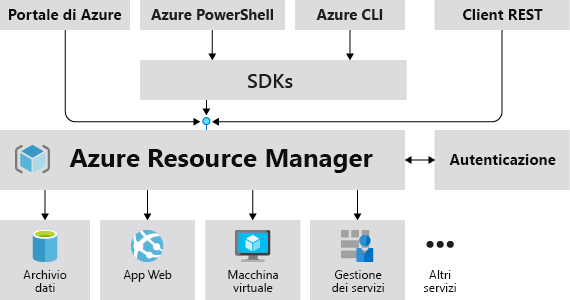 Portale di Azure
Azure PowerShell
Azure CLI
Client REST
SDKs
Azure Resource Manager
Autenticazione
Archivio
dati
App Web
Macchina
virtuale
Gestione
dei servizi
Altri
servizi